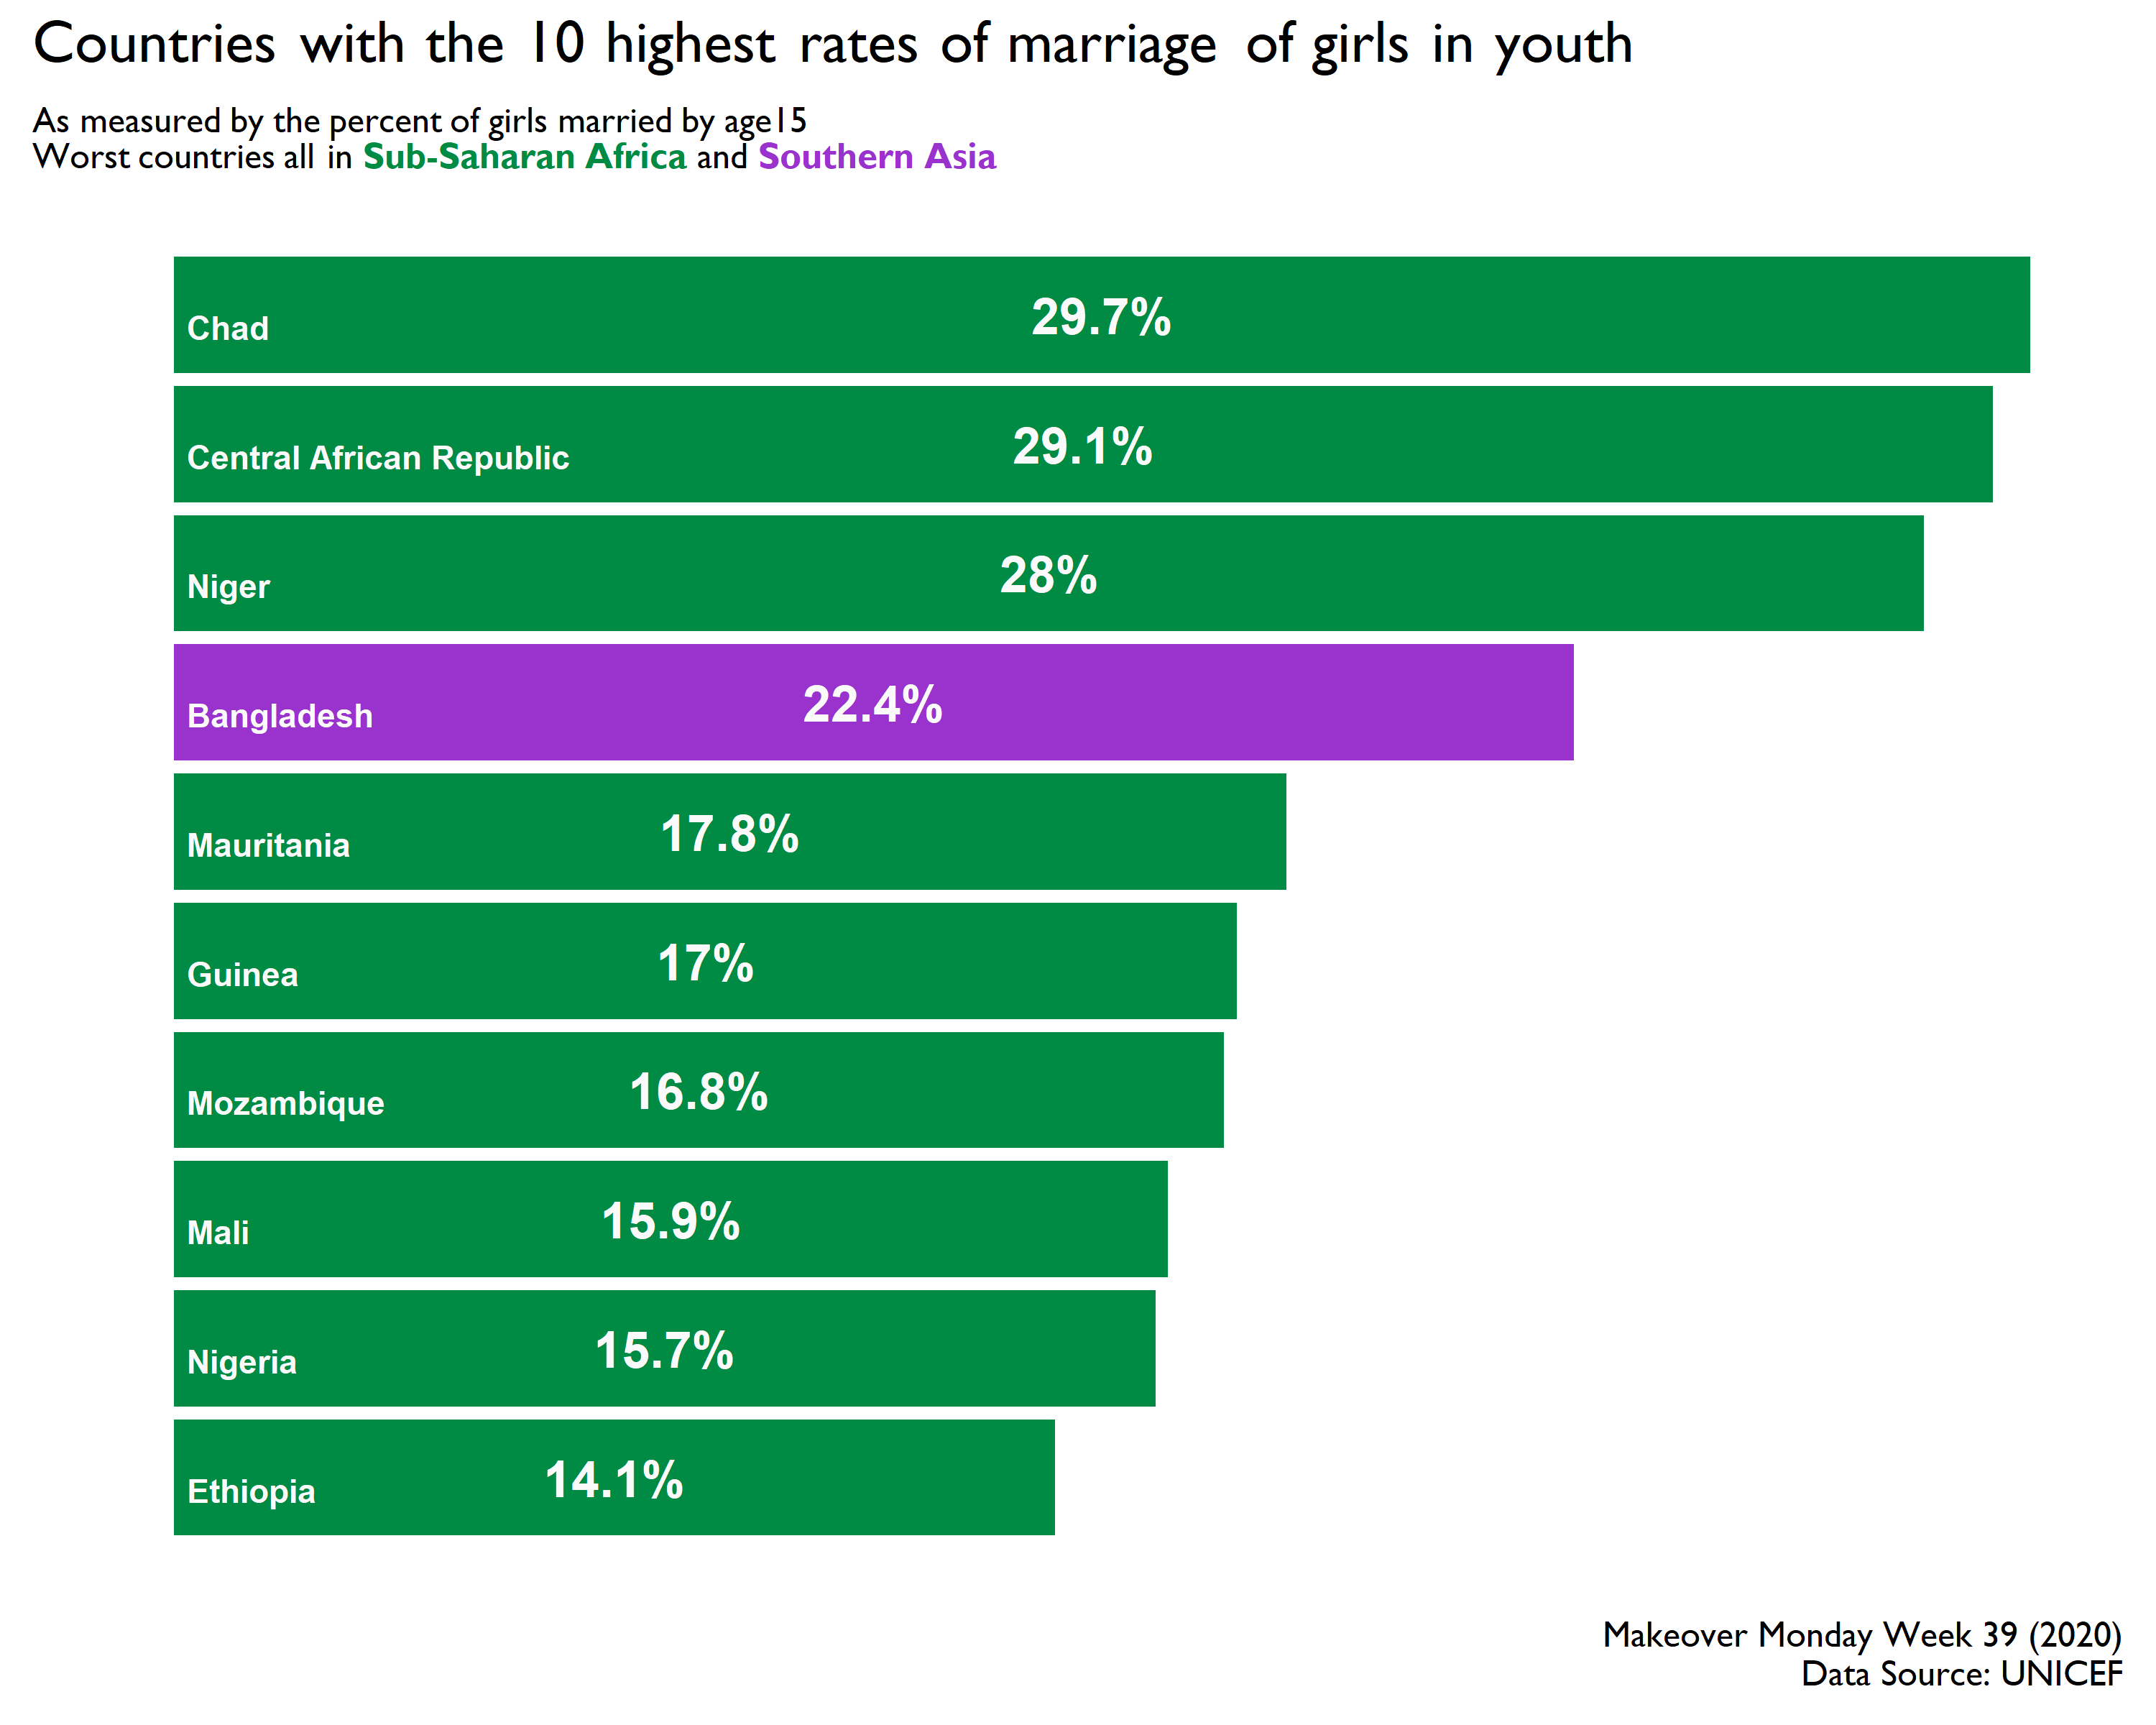 Countries with the 10 highest rates of marriage of girls in youth
As measured by the percent of girls married by age15
Worst countries all in Sub-Saharan Africa and Southern Asia
Chad 29.7%
Central African Republic 29.1%
Niger 28%
Bangladesh 22.4%
Mauritania 17.8%
Guinea 17%
Mozambique 16.8%
Mali 15.9%
Nigeria 15.7%
Ethiopia 14.1%
Makeover Monday Week 39 (2020)
Data Source: UNICEF